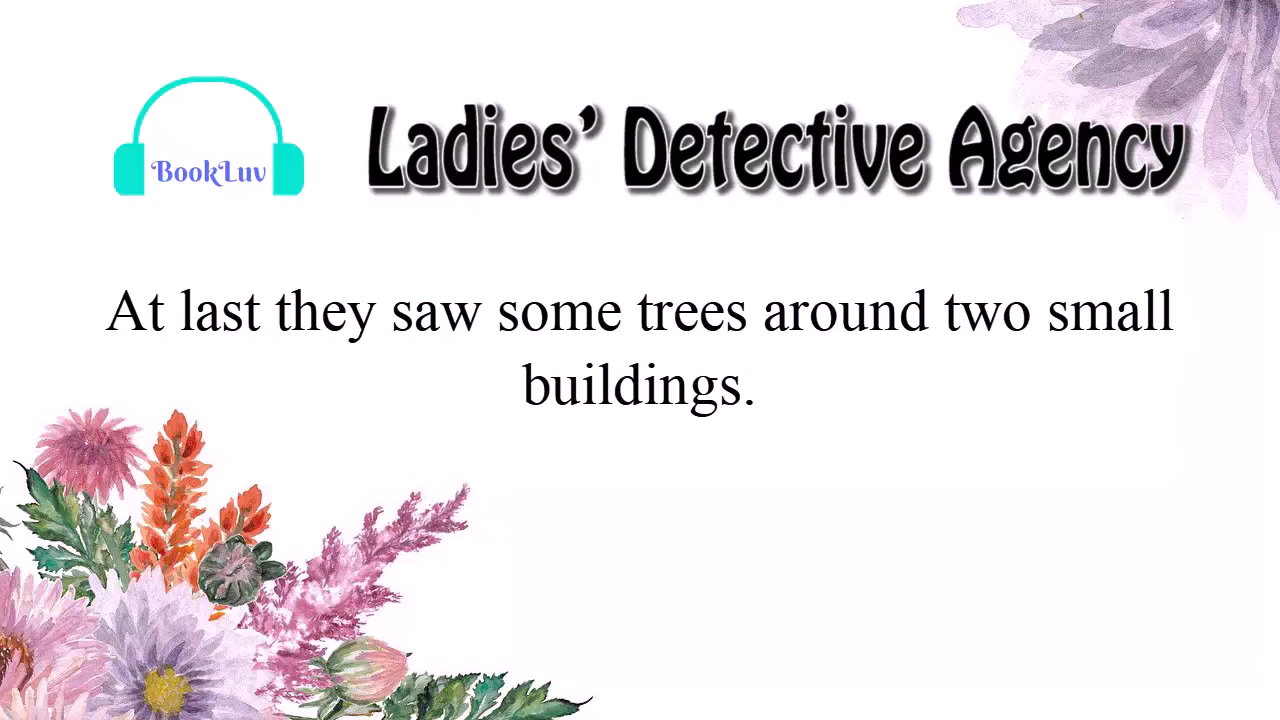 BookLuv
Ladies’ Detective Agency
At last they saw some trees around two small
buildings.